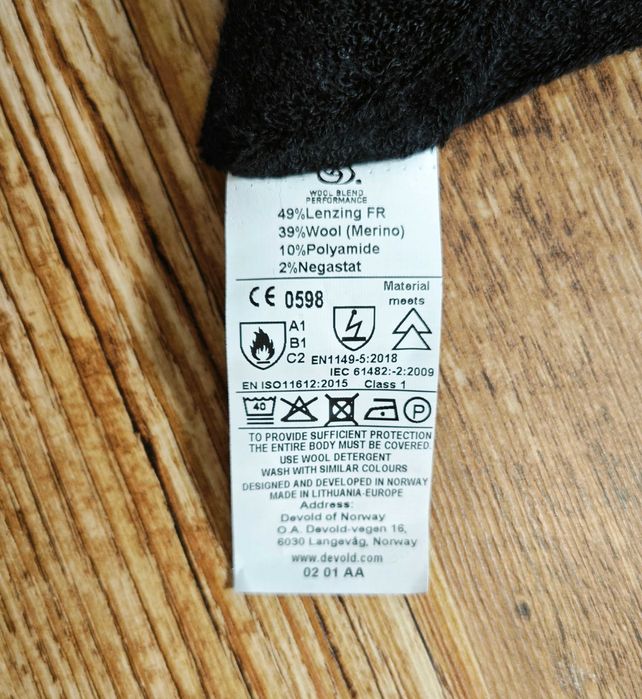 WOOL BLEND
PERFORMANCE
49%Lenzing FR
39%Wool (Merino)
10%Polyamide
2%Negastat
CE 0598
Material
meets
A1
B1
C2 EN1149-5:2018
IEC 61482:-2:2009
EN ISO11612:2015 Class 1
40 P
TO PROVIDE SUFFICIENT PROTECTION
THE ENTIRE BODY MUST BE COVERED.
USE WOOL DETERGENT
WASH WITH SIMILAR COLOURS
DESIGNED AND DEVELOPED IN NORWAY
MADE IN LITHUANIA-EUROPE
Address:
Devold of Norway
O.A. Devold-vegen 16,
6030 Langevåg, Norway
www.devold.com
02 01 AA